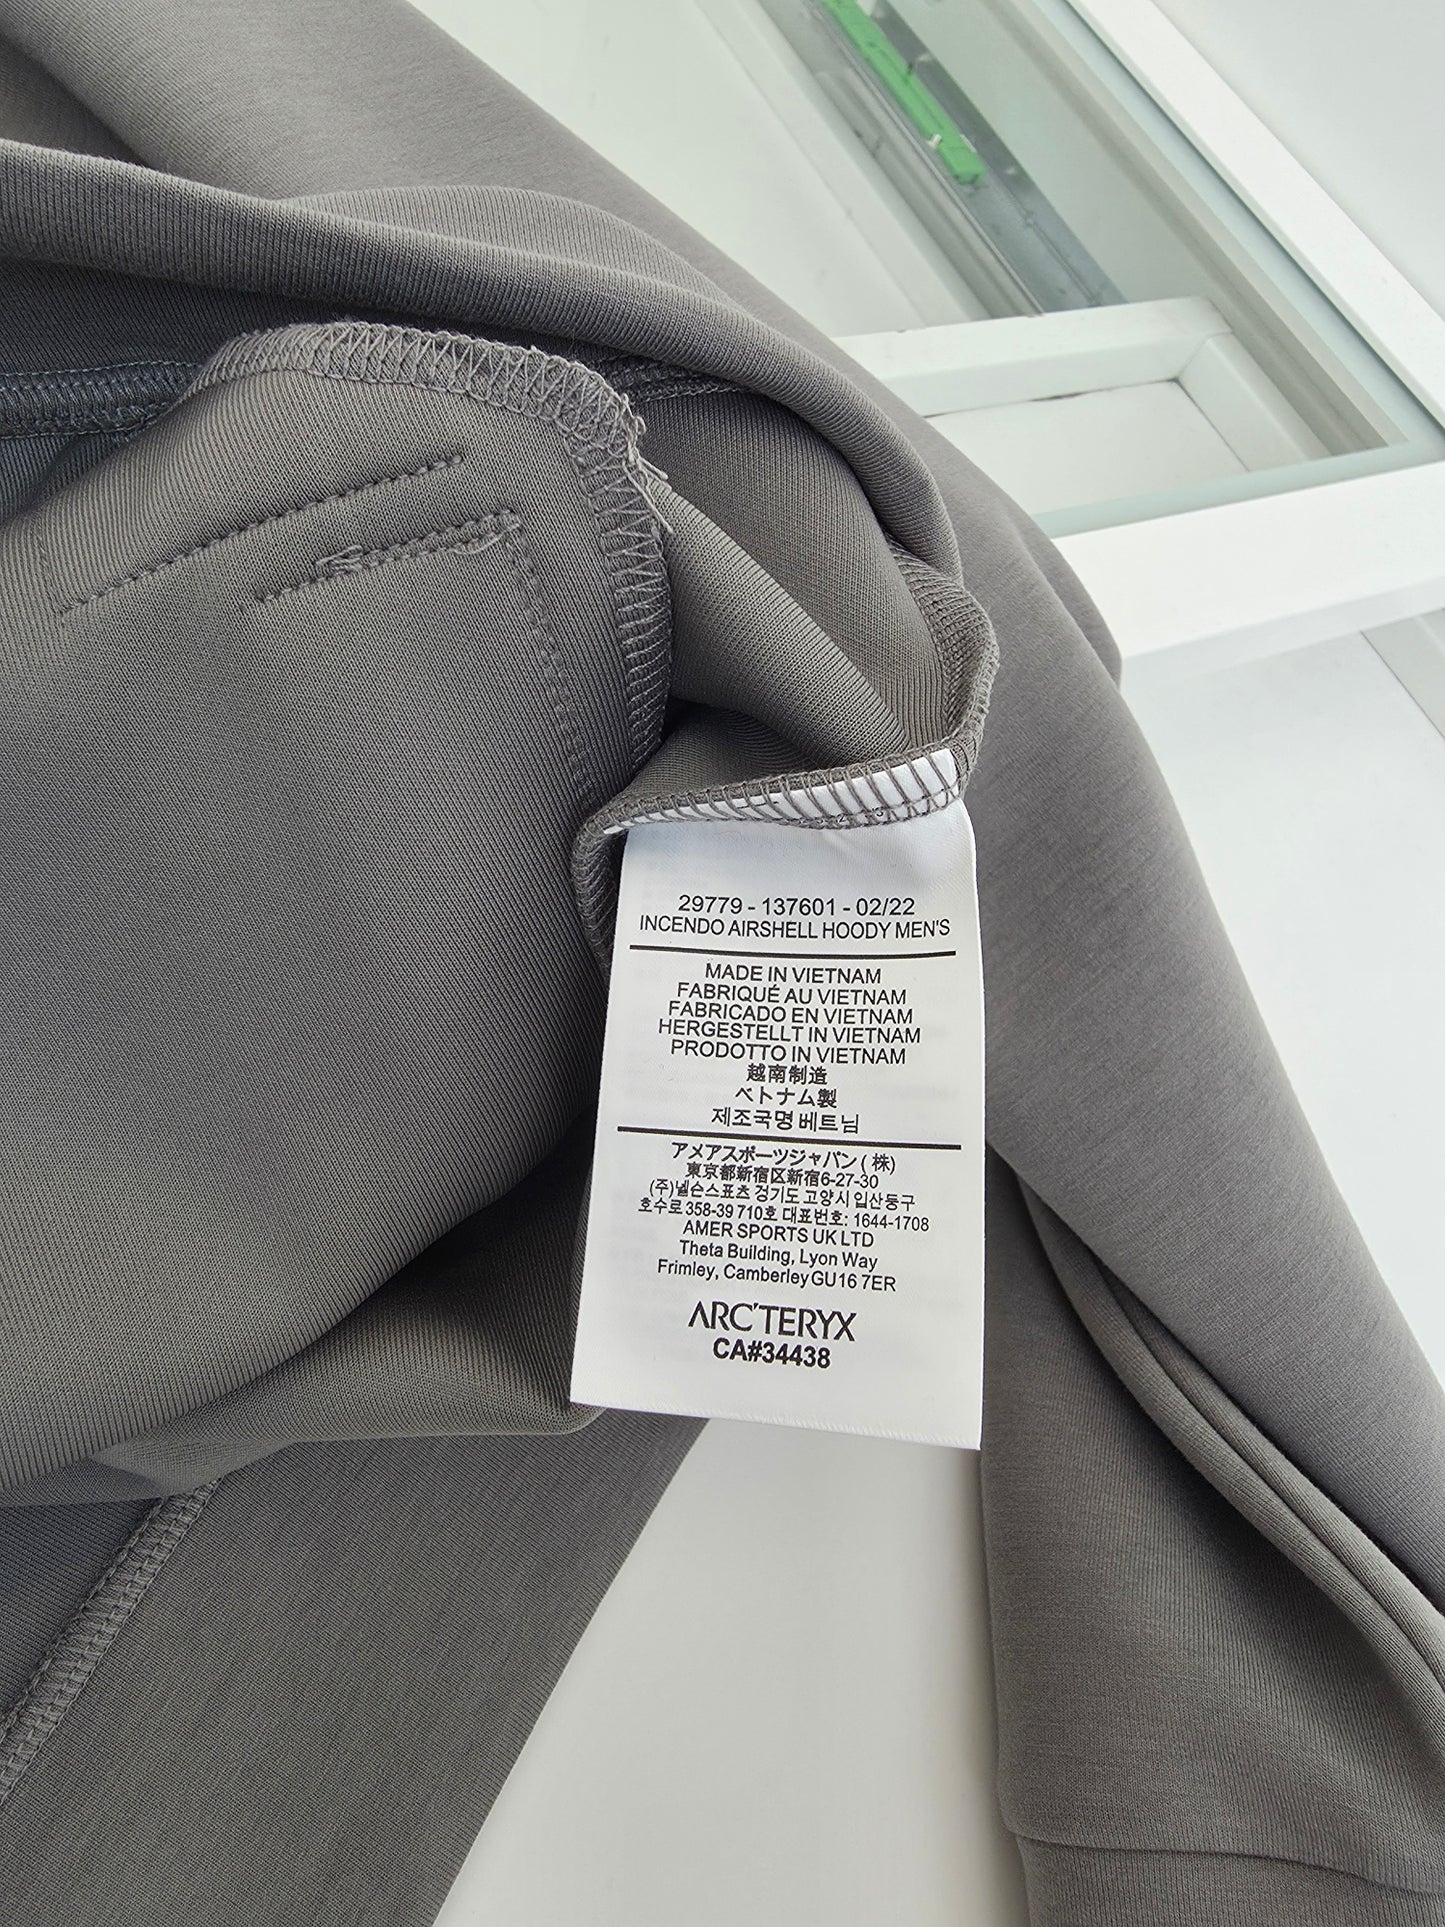 29779 - 137601 - 02/22
INCENDO AIRSHELL HOODY MEN'S
MADE IN VIETNAM
FABRIQUÉ AU VIETNAM
FABRICADO EN VIETNAM
HERGESTELLT IN VIETNAM
PRODOTTO IN VIETNAM
越南制造
ベトナム製
제조국명 베트남
アメアスポーツジャパン ( 株)
東京都新宿区新宿6-27-30
(주)넬슨스포츠 경기도 고양시 일산동구
호수로 358-39 710호 대표번호: 1644-1708
AMER SPORTS UK LTD
Theta Building, Lyon Way
Frimley, Camberley GU16 7ER
ARC'TERYX
CA#34438